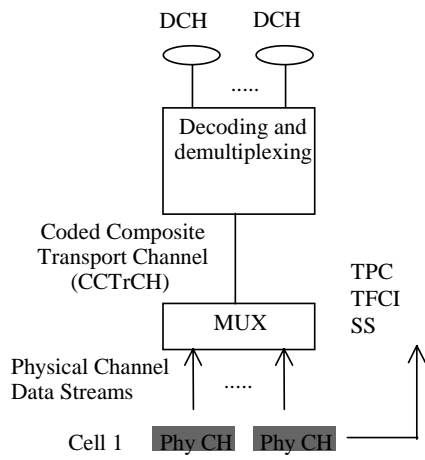 DCH DCH
.....
Decoding and
demultiplexing
Coded Composite
Transport Channel
(CCTrCH)
TPC
TFCI
SS
MUX
Physical Channel
Data Streams
.....
Cell 1 Phy CH Phy CH